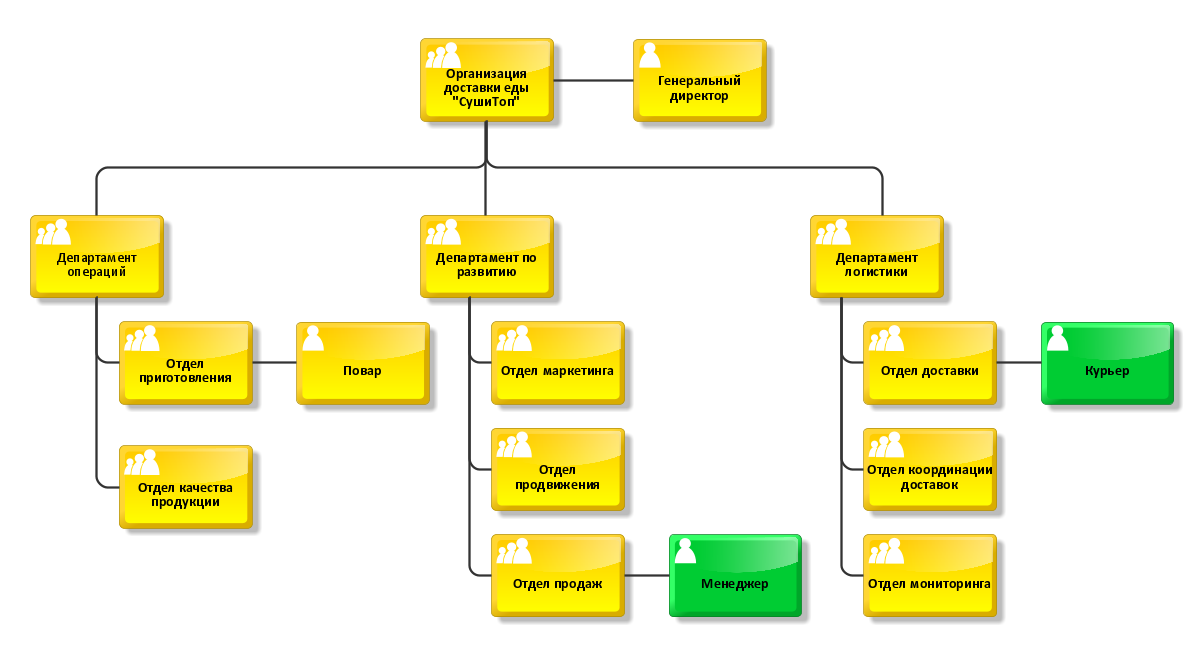 Организация
доставки еды
"СушиТоп"
Генеральный
директор
Департамент
операций
Департамент по
развитию
Департамент
логистики
Отдел
приготовления
Повар
Отдел маркетинга
Отдел доставки
Курьер
Отдел качества
продукции
Отдел
продвижения
Отдел координации
доставок
Отдел продаж
Менеджер
Отдел мониторинга